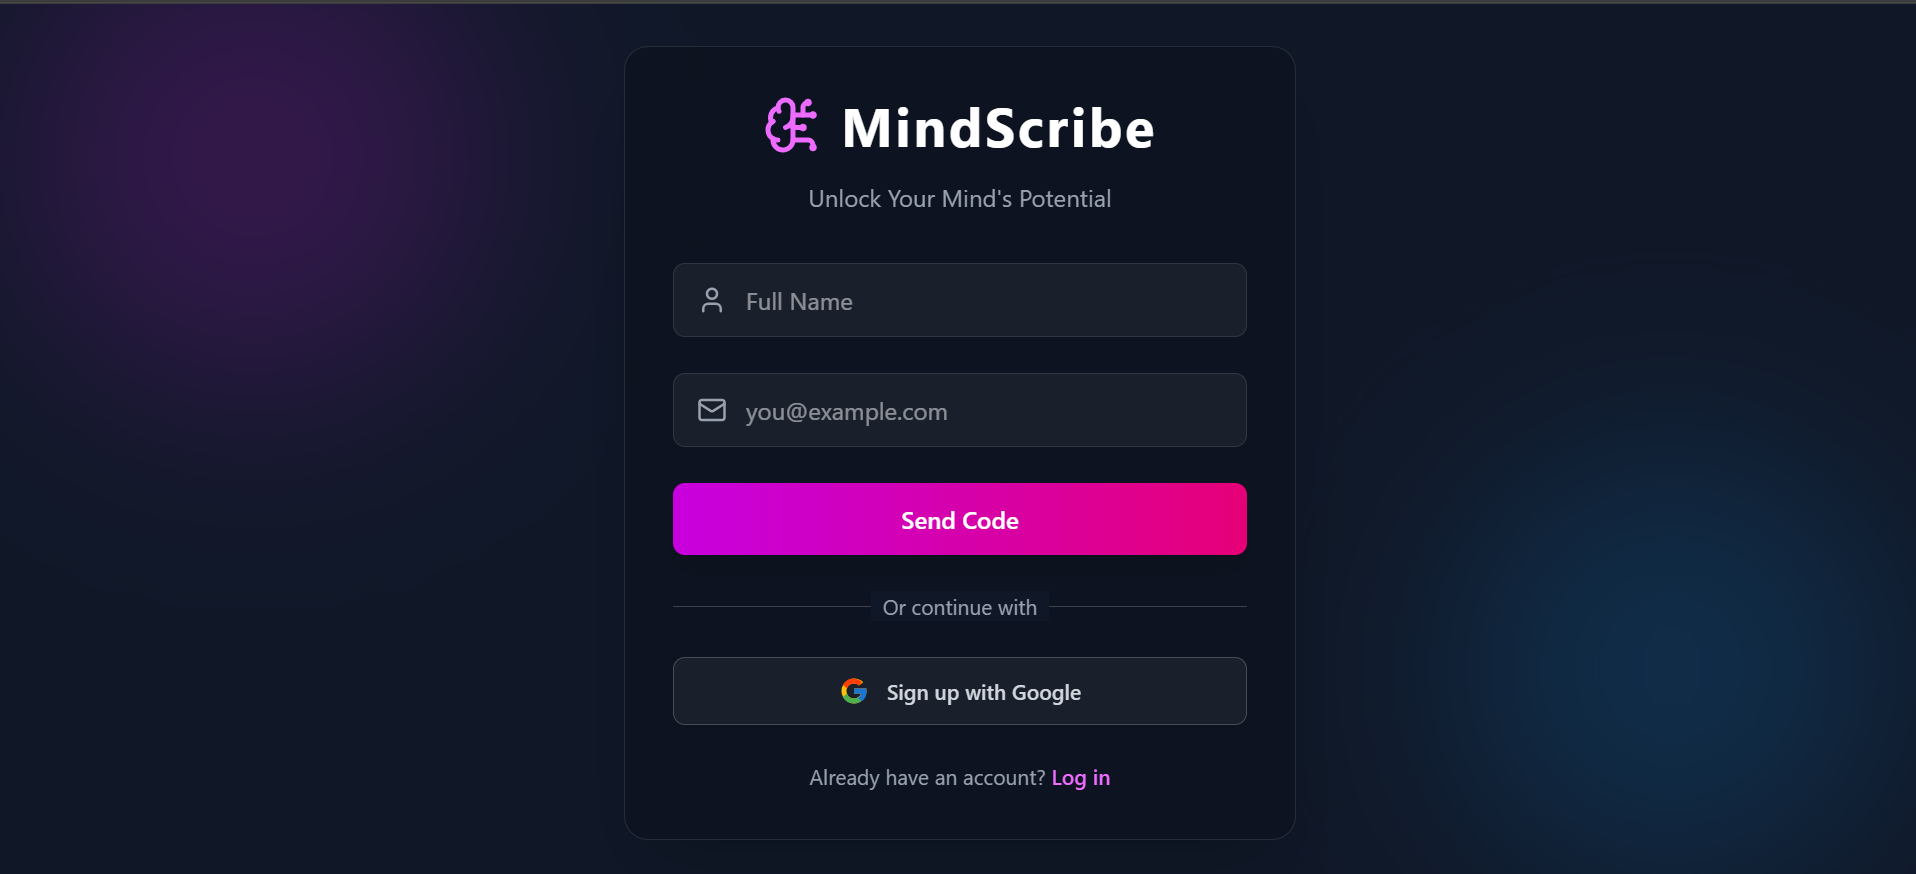 MindScribe
Unlock Your Mind's Potential
Full Name
you@example.com
Send Code
Or continue with
Sign up with Google
Already have an account? Log in